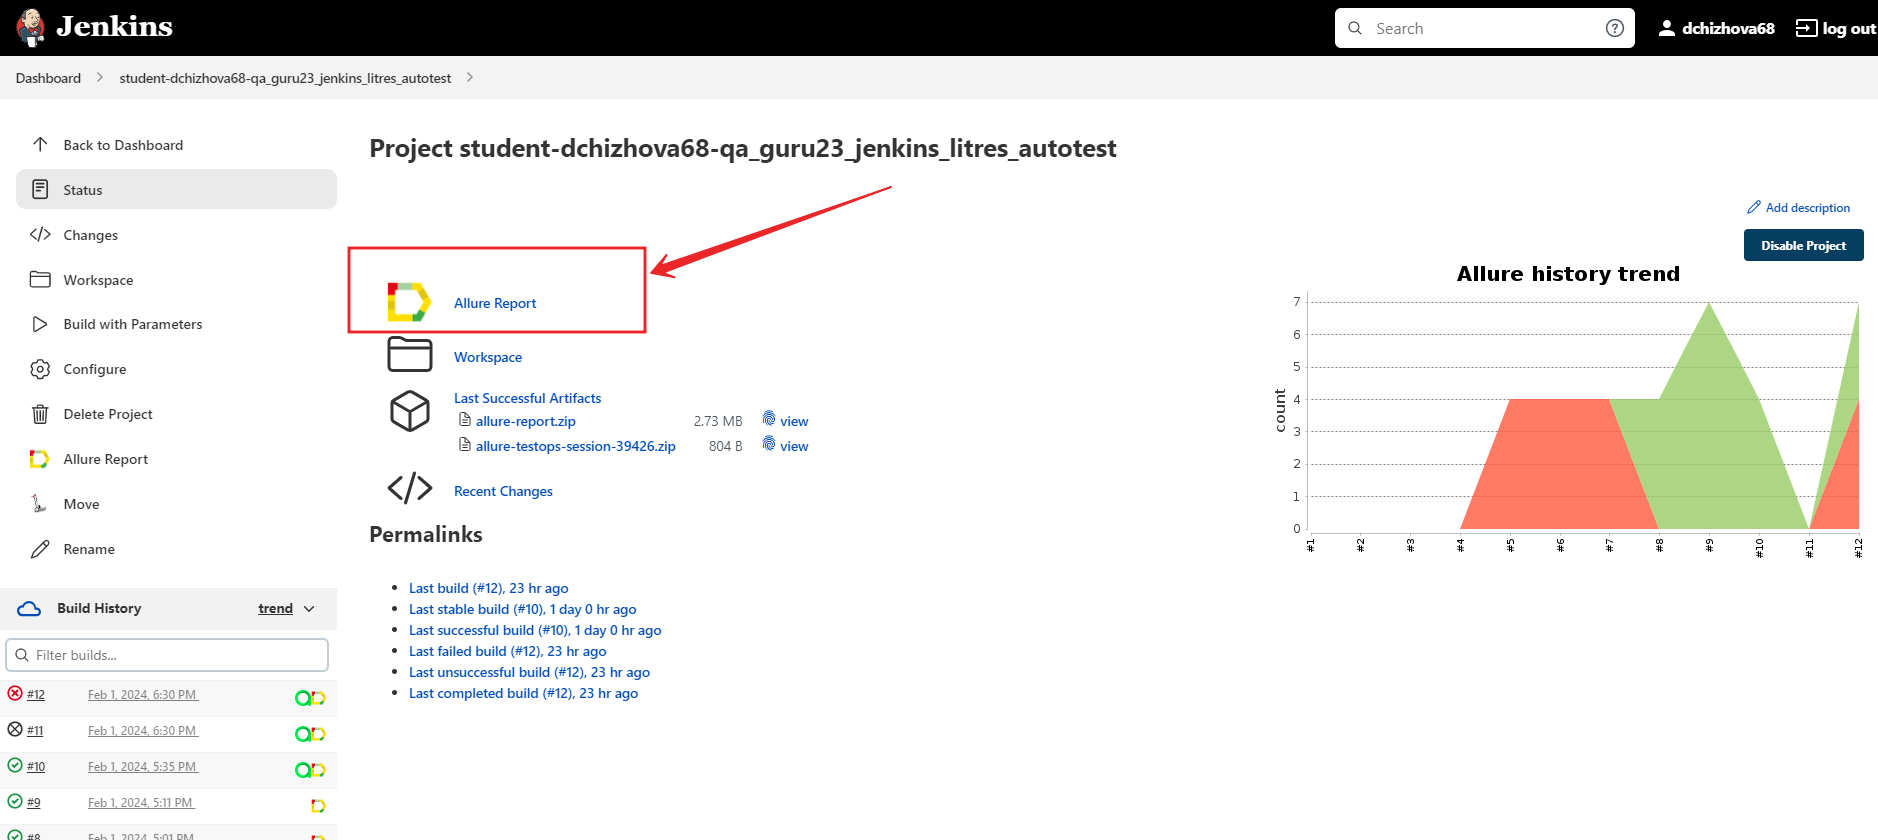 Jenkins
Search
dchizhova68
log out
Dashboard
student-dchizhova68-qa_guru23_jenkins_litres_autotest
Back to Dashboard
Status
Changes
Workspace
Build with Parameters
Configure
Delete Project
Allure Report
Move
Rename
Build History
trend
Filter builds...
#12 Feb 1, 2024, 6:30 PM
#11 Feb 1, 2024, 6:30 PM
#10 Feb 1, 2024, 5:35 PM
#9 Feb 1, 2024, 5:11 PM
#8 Feb 1, 2024, 5:01 PM
Project student-dchizhova68-qa_guru23_jenkins_litres_autotest
Allure Report
Workspace
Last Successful Artifacts
allure-report.zip 2.73 MB view
allure-testops-session-39426.zip 804 B view
Recent Changes
Permalinks
Last build (#12), 23 hr ago
Last stable build (#10), 1 day 0 hr ago
Last successful build (#10), 1 day 0 hr ago
Last failed build (#12), 23 hr ago
Last unsuccessful build (#12), 23 hr ago
Last completed build (#12), 23 hr ago
Add description
Disable Project
Allure history trend
count
7
6
5
4
3
2
1
0
#1 #2 #3 #4 #5 #6 #7 #8 #9 #10 #11 #12